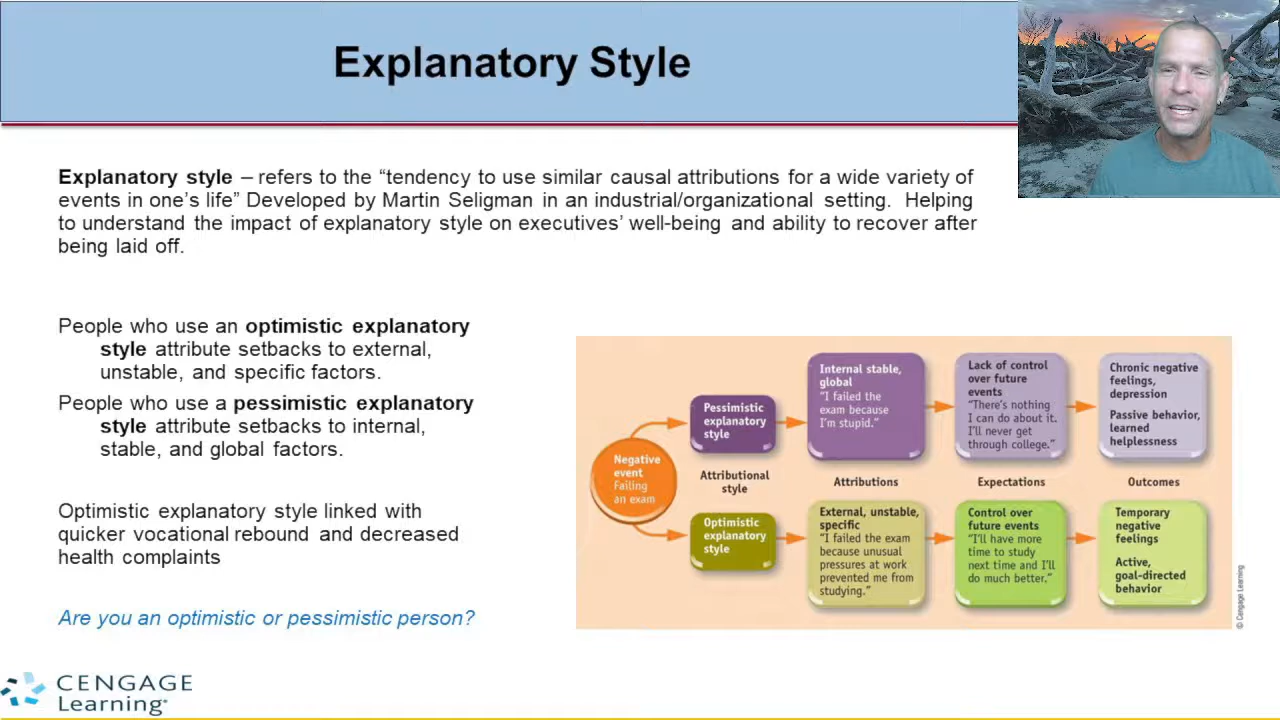 Explanatory Style
Explanatory style – refers to the “tendency to use similar causal attributions for a wide variety of
events in one’s life” Developed by Martin Seligman in an industrial/organizational setting. Helping
to understand the impact of explanatory style on executives’ well-being and ability to recover after
being laid off.
People who use an optimistic explanatory
style attribute setbacks to external,
unstable, and specific factors.
People who use a pessimistic explanatory
style attribute setbacks to internal,
stable, and global factors.
Optimistic explanatory style linked with
quicker vocational rebound and decreased
health complaints
Are you an optimistic or pessimistic person?
Negative
event
Failing
an exam
Pessimistic
explanatory
style
Internal stable,
global
“I failed the
exam because
I’m stupid.”
Lack of control
over future
events
“There’s nothing
I can do about it.
I’ll never get
through college.”
Chronic negative
feelings,
depression
Passive behavior,
learned
helplessness
Attributional
style
Attributions
Expectations
Outcomes
Optimistic
explanatory
style
External, unstable,
specific
“I failed the exam
because unusual
pressures at work
prevented me from
studying.”
Control over
future events
“I’ll have more
time to study
next time and I’ll
do much better.”
Temporary
negative
feelings
Active,
goal-directed
behavior
© Cengage Learning
CENGAGE
Learning®